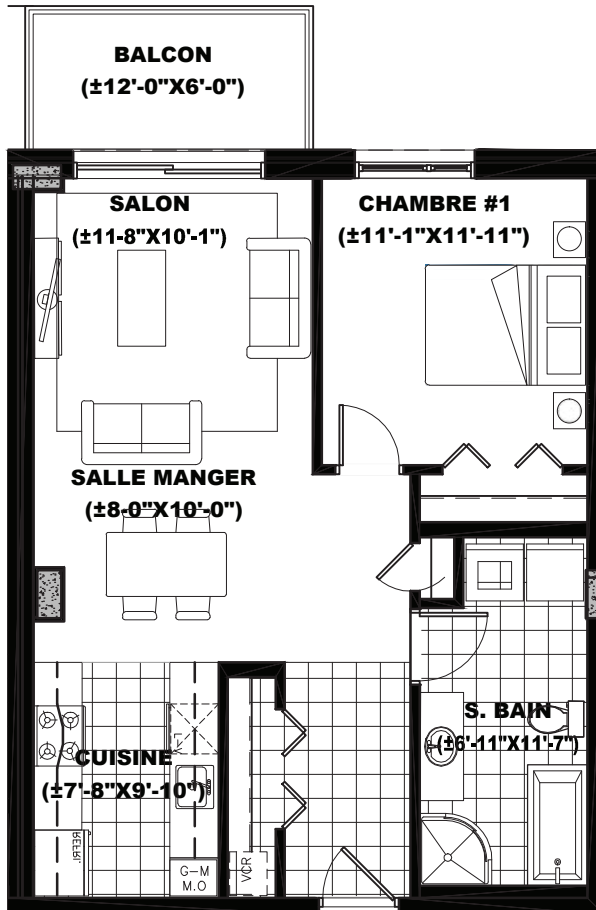 BALCON
(±12'-0"X6'-0")
SALON
(±11-8"X10'-1")
CHAMBRE #1
(±11'-1"X11'-11")
SALLE MANGER
(±8-0"X10'-0")
S. BAIN
(±6'-11"X11'-7")
CUISINE
(±7'-8"X9'-10")
REFRI.
G-M
M.O
VCR